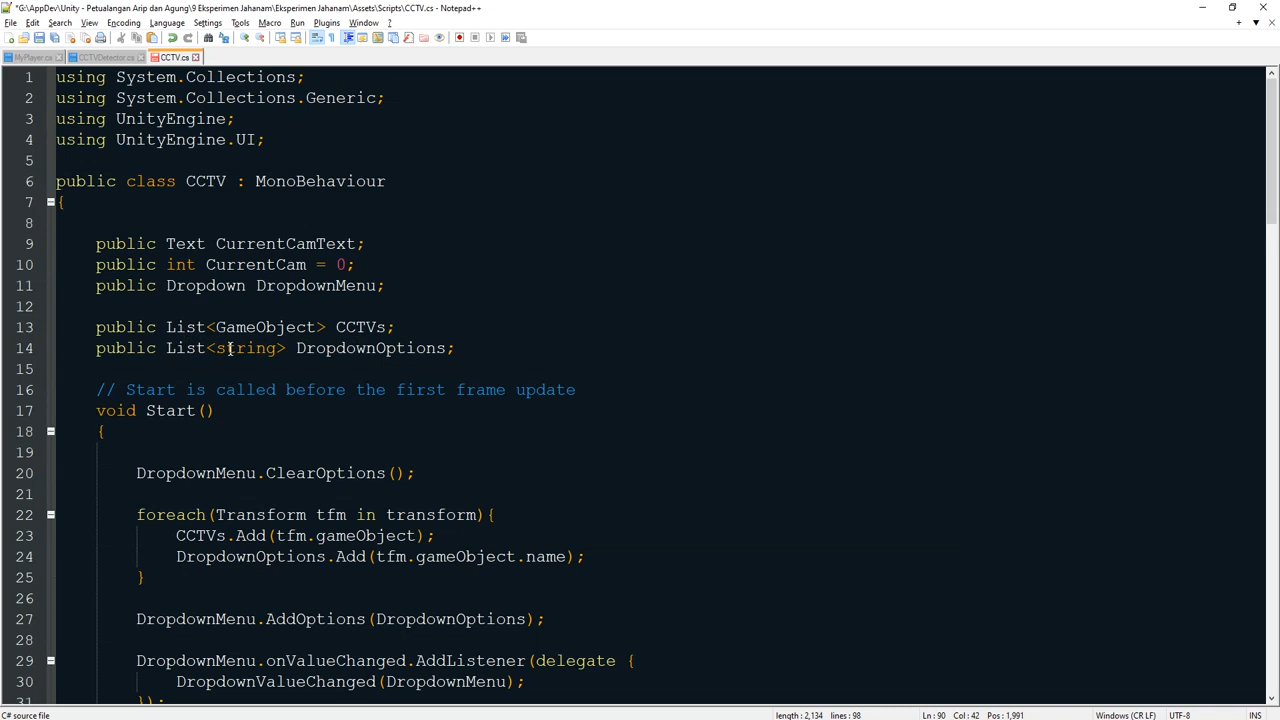 *G:\AppDev\Unity - Petualangan Arip dan Agung\9 Eksperimen Jahanam\Eksperimen Jahanam\Assets\Scripts\CCTV.cs - Notepad++
File Edit Search View Encoding Language Settings Tools Macro Run Plugins Window ?
MyPlayer.cs CCTVDetector.cs CCTV.cs
1 using System.Collections;
2 using System.Collections.Generic;
3 using UnityEngine;
4 using UnityEngine.UI;
5
6 public class CCTV : MonoBehaviour
7 {
8
9 public Text CurrentCamText;
10 public int CurrentCam = 0;
11 public Dropdown DropdownMenu;
12
13 public List<GameObject> CCTVs;
14 public List<string> DropdownOptions;
15
16 // Start is called before the first frame update
17 void Start()
18 {
19
20 DropdownMenu.ClearOptions();
21
22 foreach(Transform tfm in transform){
23 CCTVs.Add(tfm.gameObject);
24 DropdownOptions.Add(tfm.gameObject.name);
25 }
26
27 DropdownMenu.AddOptions(DropdownOptions);
28
29 DropdownMenu.onValueChanged.AddListener(delegate {
30 DropdownValueChanged(DropdownMenu);
31 });
C# source file length : 2,134 lines : 98 Ln : 90 Col : 42 Pos : 1,991 Windows (CR LF) UTF-8 INS